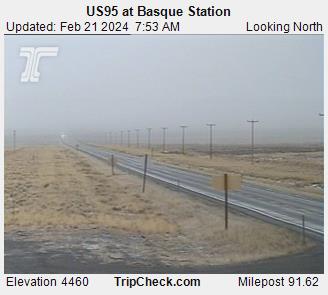 US95 at Basque Station
Updated: Feb 21 2024 7:53 AM Looking North
Elevation 4460 TripCheck.com Milepost 91.62